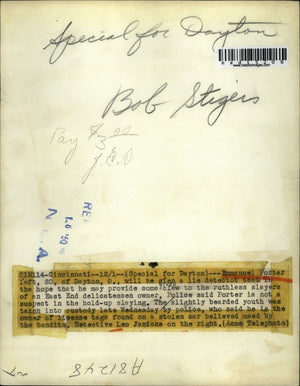 Special for Dayton
Bob Stegers
Pay
N A
CIN114-Cincinnati--12/1--(Special for Dayton)---Emmanuel Porter
left, 20, of Dayton, O., will be given a lie detector test in
the hope that he may provide some clew to the ruthless slayers
of an East End delicatessen owner. Police said Porter is not a
suspect in the hold-up slaying. The slightly bearded youth was
taken into custody late Wednesday by police, who said he is the
owner of license tags found on a stolen car believed used by
the bandits. Detective Leo Janicke on the right.(Acme Telephoto)
A81248